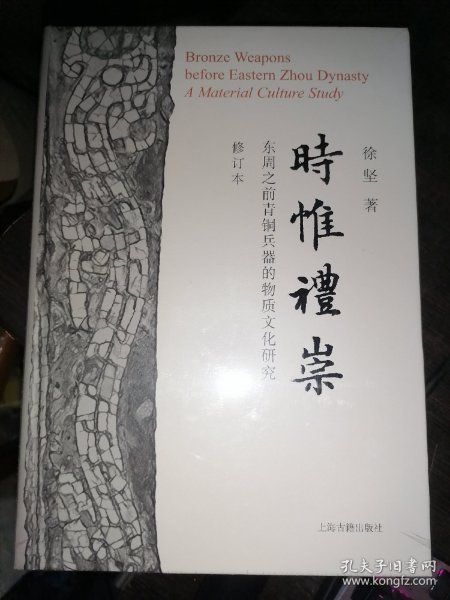 Bronze Weapons
before Eastern Zhou Dynasty
A Material Culture Study
徐坚 著
時惟禮崇
东周之前青铜兵器的物质文化研究
修订本
上海古籍出版社
孔夫子旧书网
www.kongfz.com